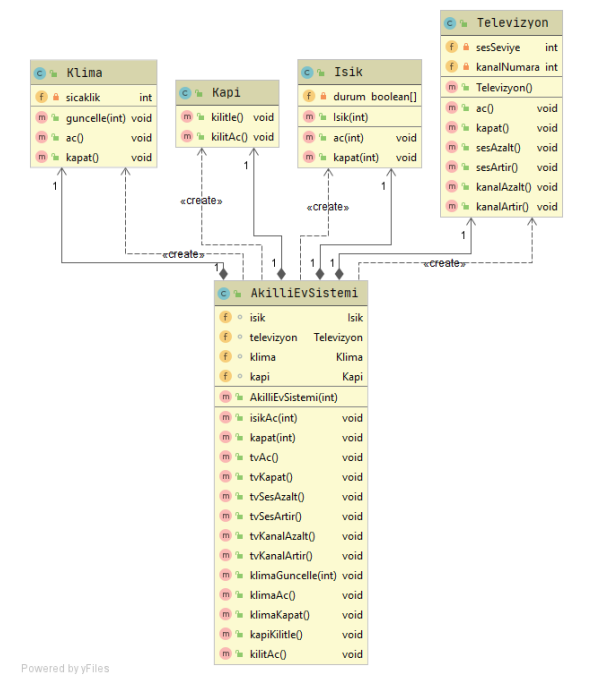 Televizyon
sesSeviye int
kanalNumara int
Televizyon()
ac() void
kapat() void
sesAzalt() void
sesArtir() void
kanalAzalt() void
kanalArtir() void
Klima
sicaklik int
guncelle(int) void
ac() void
kapat() void
Kapi
kilitle() void
kilitAc() void
Isik
durum boolean[]
Isik(int)
ac(int) void
kapat(int) void
1
1
1
1
«create»
«create»
«create»
«create»
1
1
1
1
AkilliEvSistemi
isik Isik
televizyon Televizyon
klima Klima
kapi Kapi
AkilliEvSistemi(int)
isikAc(int) void
kapat(int) void
tvAc() void
tvKapat() void
tvSesAzalt() void
tvSesArtir() void
tvKanalAzalt() void
tvKanalArtir() void
klimaGuncelle(int) void
klimaAc() void
klimaKapat() void
kapiKilitle() void
kilitAc() void
Powered by yFiles